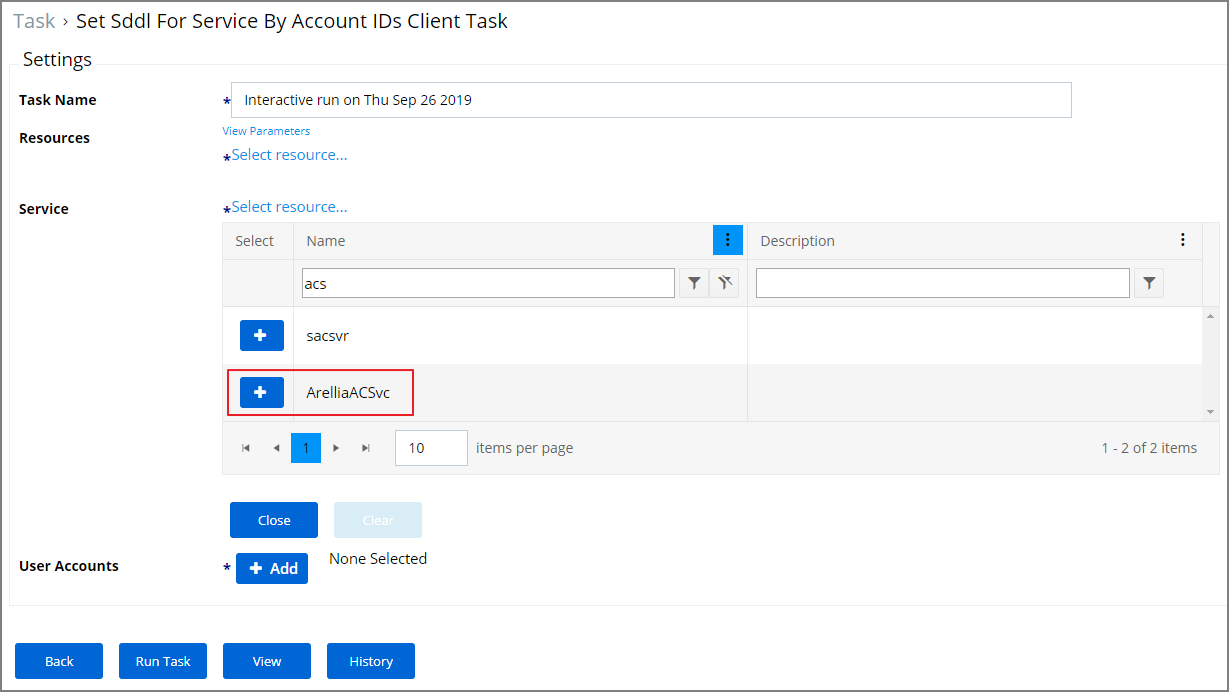 Task › Set Sddl For Service By Account IDs Client Task
Settings
Task Name * Interactive run on Thu Sep 26 2019
Resources View Parameters
*Select resource...
Service *Select resource...
Select Name Description
acs
sacsvr
ArelliaACSvc
1 10 items per page 1 - 2 of 2 items
Close Clear
User Accounts * Add None Selected
Back Run Task View History